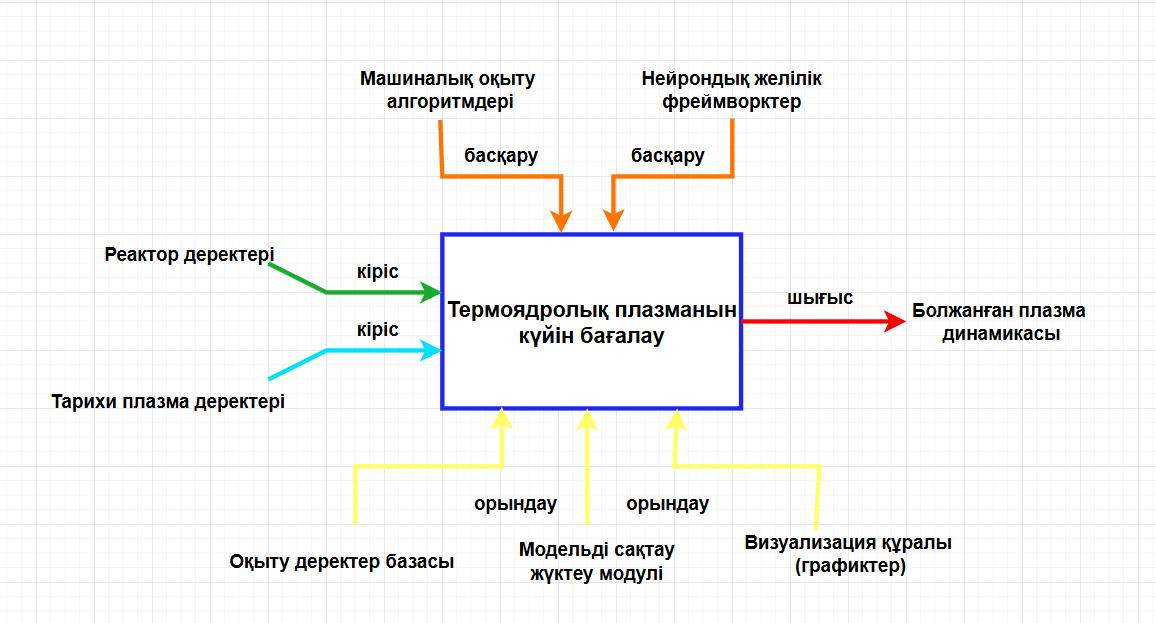 Машиналық оқыту
алгоритмдері
Нейрондық желілік
фреймворктер
басқару
басқару
Реактор деректері
кіріс
кіріс
Тарихи плазма деректері
Термоядролық плазманын
күйін бағалау
шығыс
Болжанған плазма
динамикасы
орындау
орындау
Оқыту деректер базасы
Модельді сақтау
жүктеу модулі
Визуализация құралы
(графиктер)